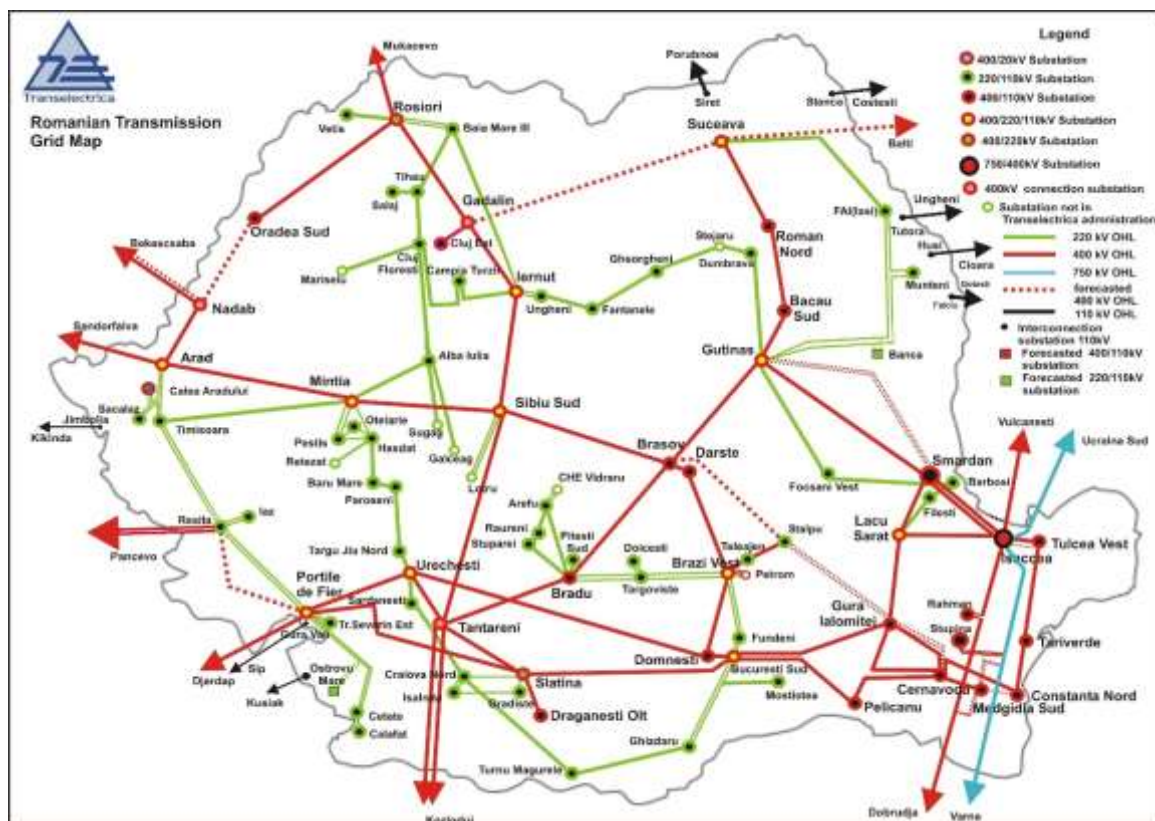 Transelectrica
Romanian Transmission
Grid Map
Legend
400/20kV Substation
220/110kV Substation
400/110kV Substation
400/220/110kV Substation
400/220kV Substation
750/400kV Substation
400kV connection substation
Substation not in
Transelectrica admnistration
220 kV OHL
400 kV OHL
750 kV OHL
forecasted
400 kV OHL
110 kV OHL
Interconnection
substation 110kV
Forecasted 400/110kV
substation
Forecasted 220/110kV
substation
Mukacevo
Porubnoe
Siret
Stanca
Costesti
Rosiori
Vetis
Baia Mare III
Suceava
Balti
Tihau
Salaj
Gadalin
Cluj Est
Oradea Sud
FAI(Iasi)
Ungheni
Tutora
Husi
Cioara
Bekescsaba
Roman
Nord
Stejaru
Dumbrava
Gheorgheni
Cluj
Floresti
Campia Turzii
Mariselu
Iernut
Munteni
Falciu
Ungheni
Fantanele
Bacau
Sud
Nadab
Sandorfalva
Arad
Gutinas
Banca
Alba Iulia
Calea Aradului
Mintia
Sibiu Sud
Sacalaz
Jimbolia
Kikinda
Timisoara
Otelarie
Pestis
Hasdat
Retezat
Sugag
Galceag
Lotru
Brasov
Darste
Vulcanesti
Ucraina Sud
Smardan
Barbosi
Focsani Vest
Filesti
Baru Mare
Paroseni
CHE Vidraru
Arefu
Raureni
Stuparei
Pitesti
Sud
Resita
Iaz
Pancevo
Stalpu
Teleajen
Lacu
Sarat
Isaccea
Tulcea Vest
Targu Jiu Nord
Doicesti
Brazi Vest
Petrom
Urechesti
Portile
de Fier
Bradu
Targoviste
Gura
Ialomitei
Rahman
Stupina
Tariverde
Sardanesti
Gura Vaii
Tr.Severin Est
Tantareni
Fundeni
Domnesti
Bucuresti Sud
Djerdap
Sip
Ostrovu
Mare
Kusiak
Craiova Nord
Isalnita
Slatina
Gradiste
Mostistea
Cernavoda
Medgidia Sud
Constanta Nord
Pelicanu
Draganesti Olt
Cetate
Calafat
Ghizdaru
Turnu Magurele
Kozlodui
Dobrudja
Varna